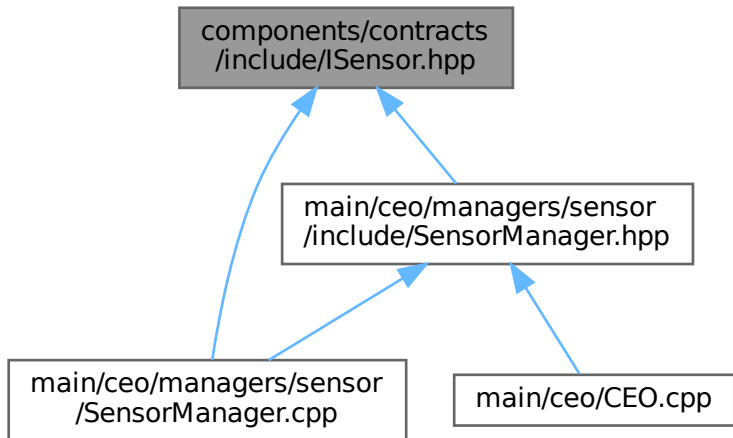 components/contracts
/include/ISensor.hpp
main/ceo/managers/sensor
/include/SensorManager.hpp
main/ceo/managers/sensor
/SensorManager.cpp
main/ceo/CEO.cpp